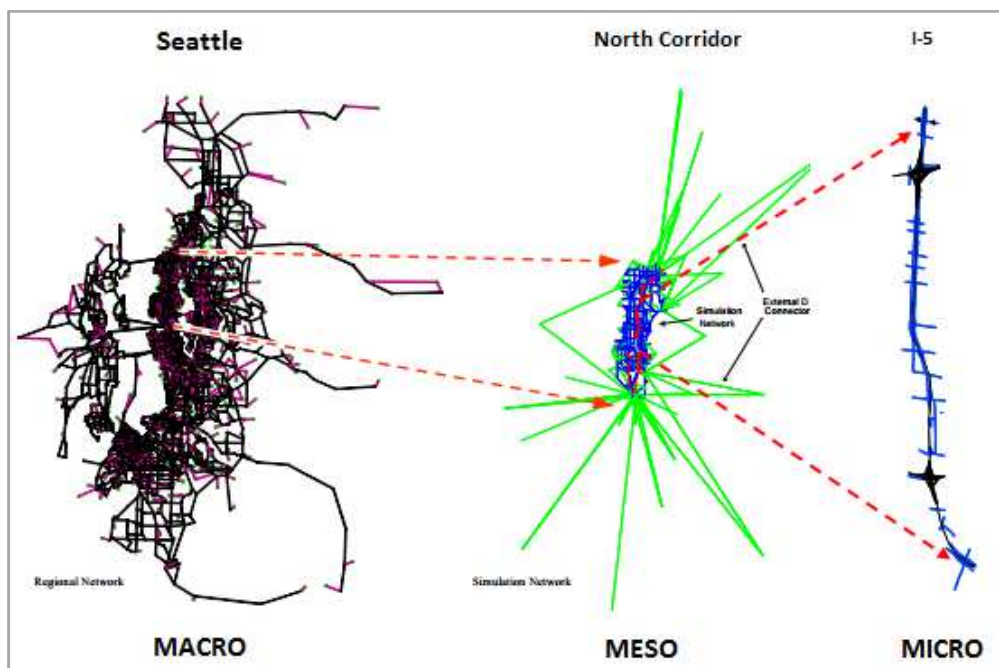 Seattle
North Corridor
I-5
External D
Connector
Simulation
Network
Regional Network
Simulation Network
MACRO
MESO
MICRO